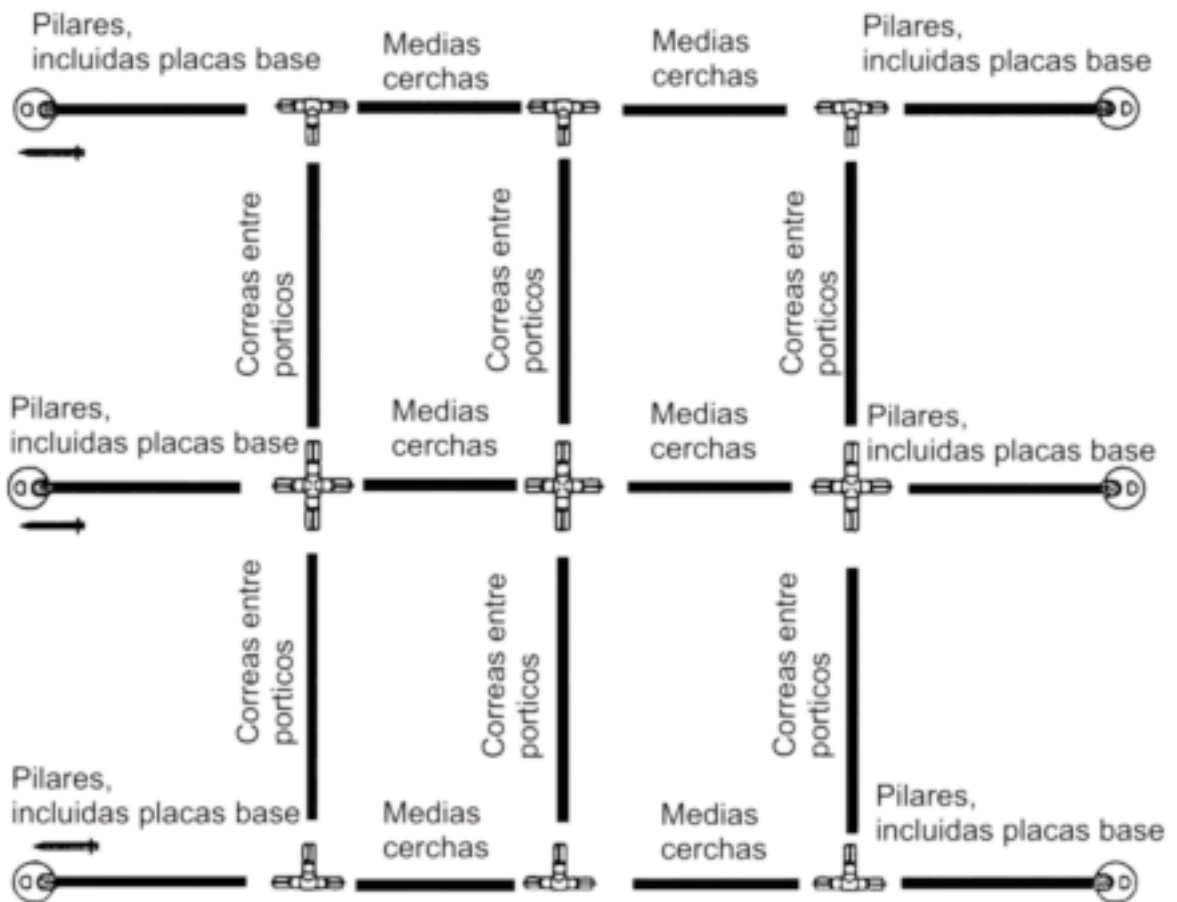 Pilares,
incluidas placas base
Medias
cerchas
Medias
cerchas
Pilares,
incluidas placas base
Correas entre
porticos
Correas entre
porticos
Correas entre
porticos
Pilares,
incluidas placas base
Medias
cerchas
Medias
cerchas
Pilares,
incluidas placas base
Correas entre
porticos
Correas entre
porticos
Correas entre
porticos
Pilares,
incluidas placas base
Medias
cerchas
Medias
cerchas
Pilares,
incluidas placas base